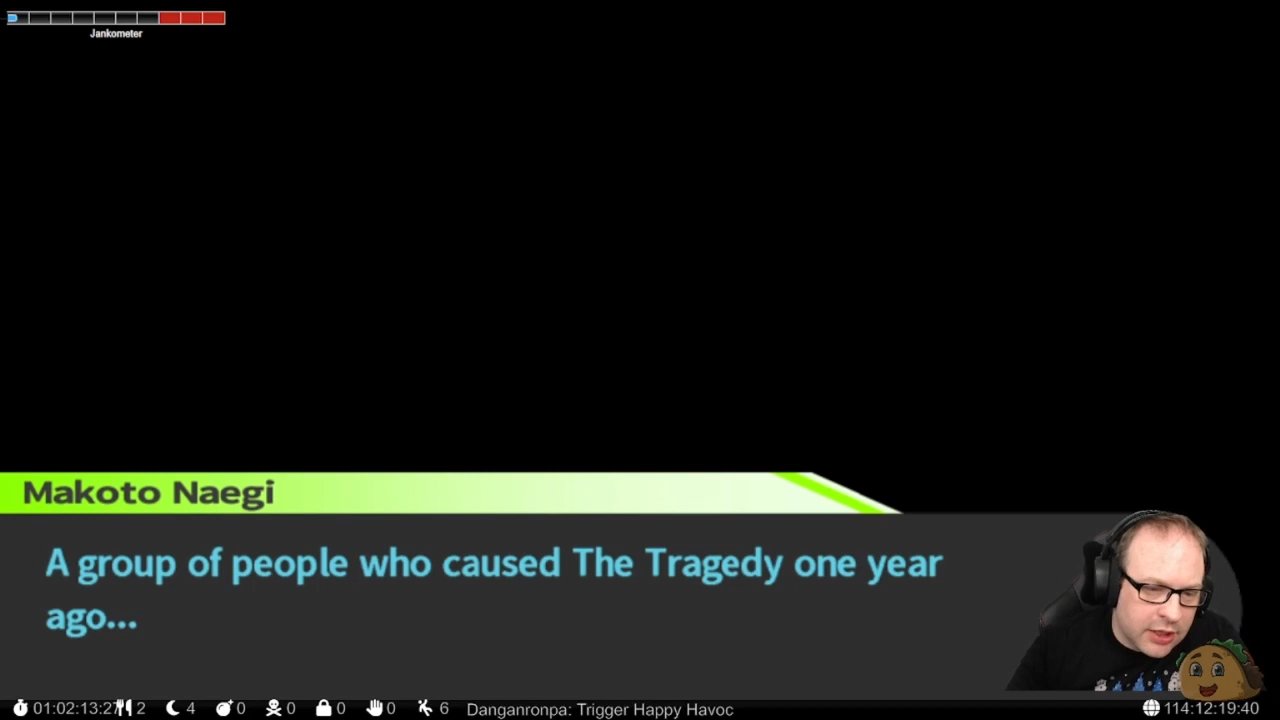 Jankometer
Makoto Naegi
A group of people who caused The Tragedy one year
ago...
01:02:13:27 2 4 0 0 0 0 6 Danganronpa: Trigger Happy Havoc 114:12:19:40